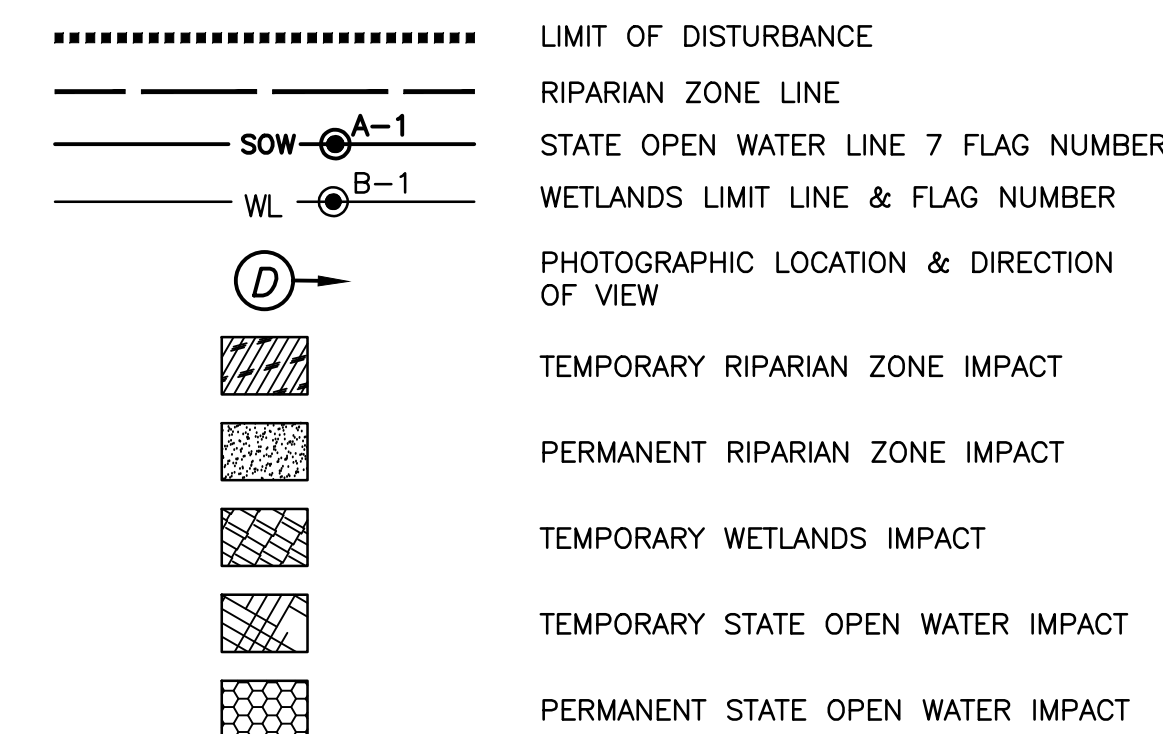 LIMIT OF DISTURBANCE
RIPARIAN ZONE LINE
SOW A-1 STATE OPEN WATER LINE 7 FLAG NUMBER
WL B-1 WETLANDS LIMIT LINE & FLAG NUMBER
D PHOTOGRAPHIC LOCATION & DIRECTION
OF VIEW
TEMPORARY RIPARIAN ZONE IMPACT
PERMANENT RIPARIAN ZONE IMPACT
TEMPORARY WETLANDS IMPACT
TEMPORARY STATE OPEN WATER IMPACT
PERMANENT STATE OPEN WATER IMPACT